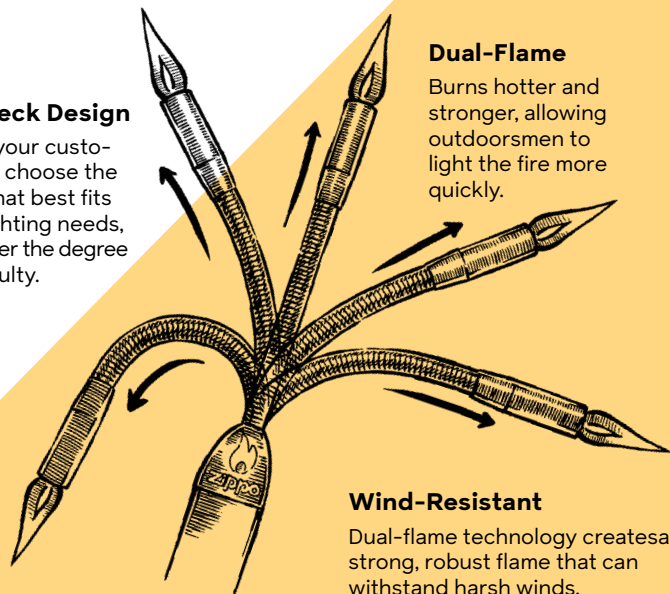 Dual-Flame
Burns hotter and
stronger, allowing
outdoorsmen to
light the fire more
quickly.
eck Design
your custo-
choose the
hat best fits
hting needs,
er the degree
ulty.
Zippo
Wind-Resistant
Dual-flame technology createsa
strong, robust flame that can
withstand harsh winds.